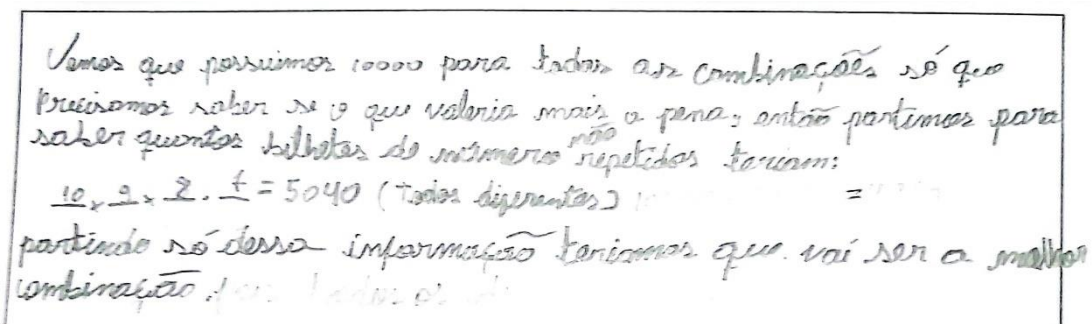 Vemos que possuimos 10000 para todas as combinações só que
Precisamos saber se o que valeria mais a pena, então partimos para
saber quantos bilhetes de número não repetidos teriam:
10 x 9 x 8 . 7 = 5040 (Todos diferentes) =
partindo só dessa informação teriamos que vai ser a melhor
combinação.